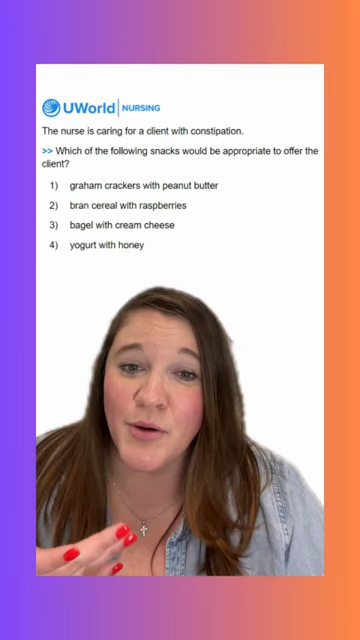 UWorld | NURSING
The nurse is caring for a client with constipation.
>> Which of the following snacks would be appropriate to offer the
client?
1) graham crackers with peanut butter
2) bran cereal with raspberries
3) bagel with cream cheese
4) yogurt with honey